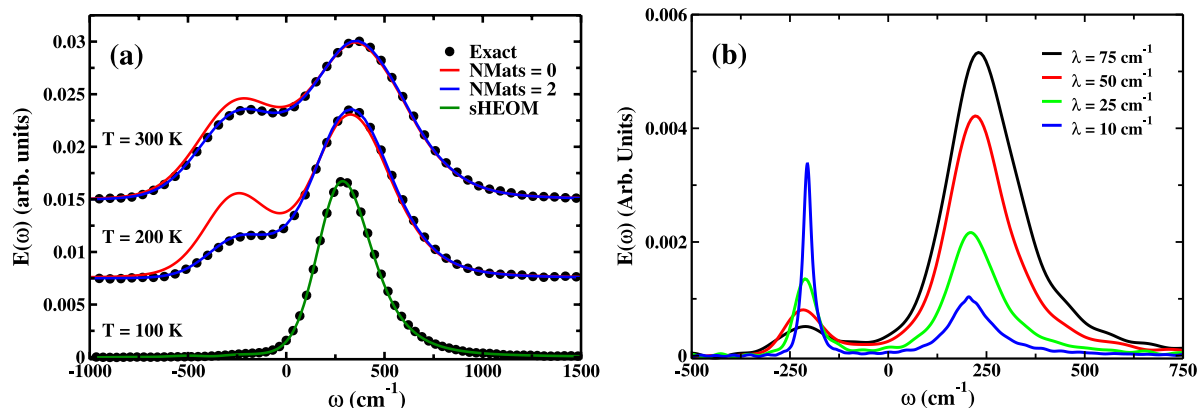 (a)
Exact
NMats = 0
NMats = 2
sHEOM
T = 300 K
T = 200 K
T = 100 K
E(ω) (arb. units)
0.03
0.025
0.02
0.015
0.01
0.005
0
-1000
-500
0
500
1000
1500
ω (cm⁻¹)
(b)
λ = 75 cm⁻¹
λ = 50 cm⁻¹
λ = 25 cm⁻¹
λ = 10 cm⁻¹
E(ω) (Arb. Units)
0.006
0.004
0.002
0
-500
-250
0
250
500
750
ω (cm⁻¹)